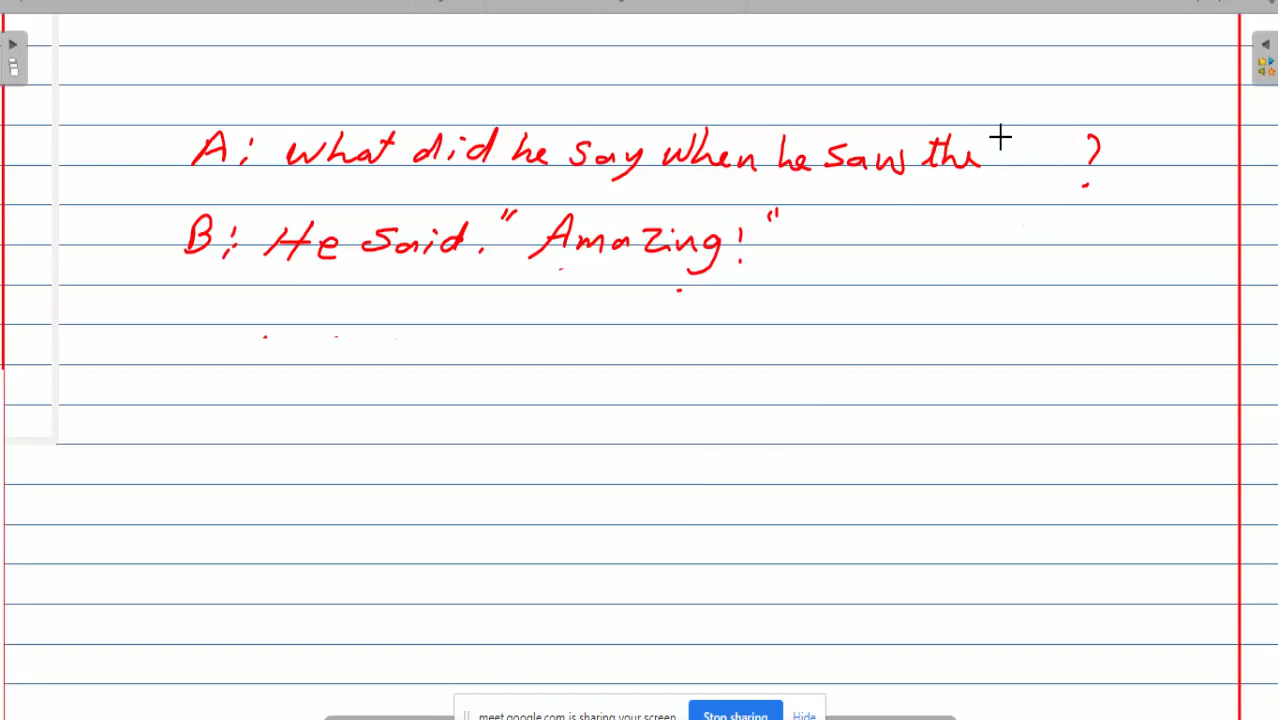 A: What did he say when he saw the ?
B: He said. "Amazing!"
meet.google.com is sharing your screen. Stop sharing Hide